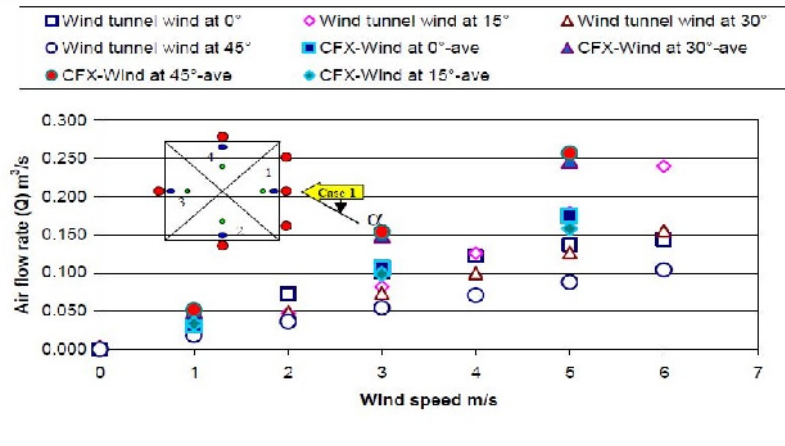 Wind tunnel wind at 0° Wind tunnel wind at 15° Wind tunnel wind at 30°
Wind tunnel wind at 45° CFX-Wind at 0°-ave CFX-Wind at 30°-ave
CFX-Wind at 45°-ave CFX-Wind at 15°-ave
Air flow rate (Q) m³/s
0.300
0.250
0.200
0.150
0.100
0.050
0.000
4
1
Case 1
3
α
2
0 1 2 3 4 5 6 7
Wind speed m/s